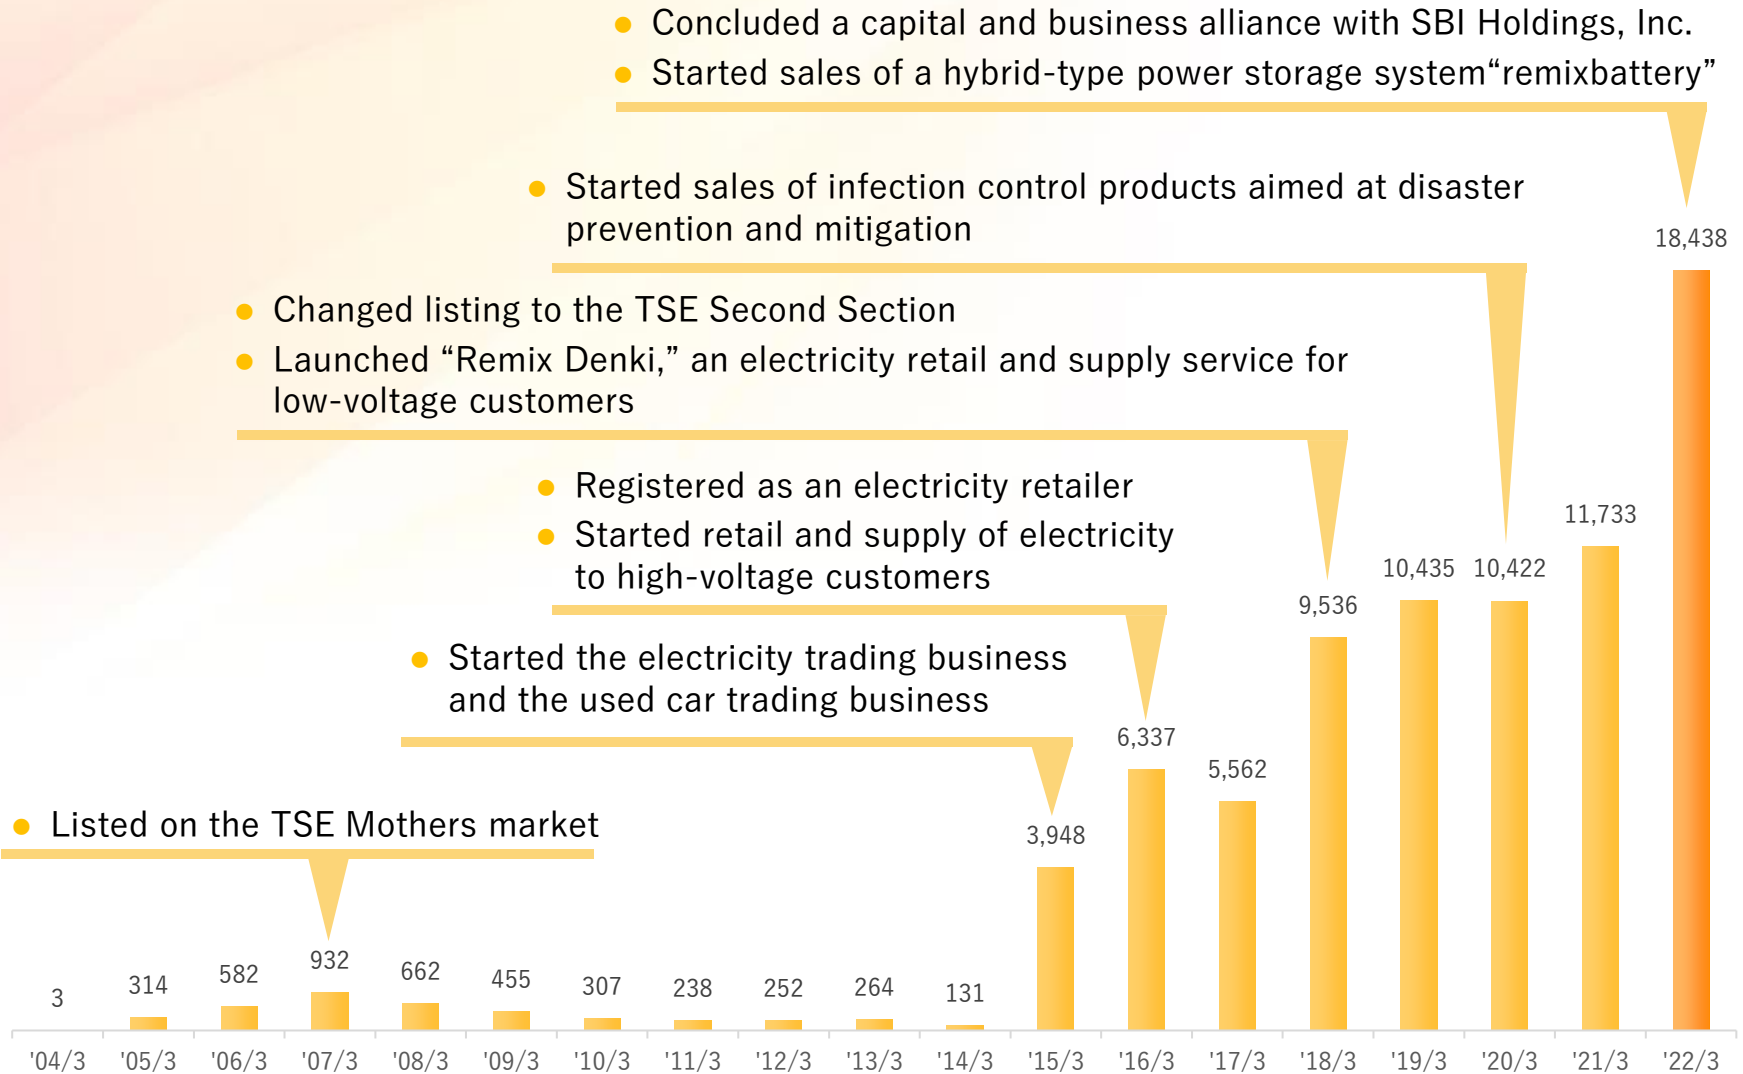 ● Concluded a capital and business alliance with SBI Holdings, Inc.
● Started sales of a hybrid-type power storage system“remixbattery”
● Started sales of infection control products aimed at disaster
prevention and mitigation
18,438
● Changed listing to the TSE Second Section
● Launched “Remix Denki,” an electricity retail and supply service for
low-voltage customers
● Registered as an electricity retailer
● Started retail and supply of electricity
to high-voltage customers
11,733
10,435 10,422
9,536
● Started the electricity trading business
and the used car trading business
6,337
5,562
● Listed on the TSE Mothers market
3,948
3 314 582 932 662 455 307 238 252 264 131
'04/3 '05/3 '06/3 '07/3 '08/3 '09/3 '10/3 '11/3 '12/3 '13/3 '14/3 '15/3 '16/3 '17/3 '18/3 '19/3 '20/3 '21/3 '22/3